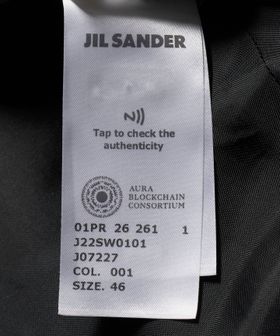 JIL SANDER
Tap to check the
authenticity
AURA
BLOCKCHAIN
CONSORTIUM
01PR 26 261 1
J22SW0101
J07227
COL. 001
SIZE. 46